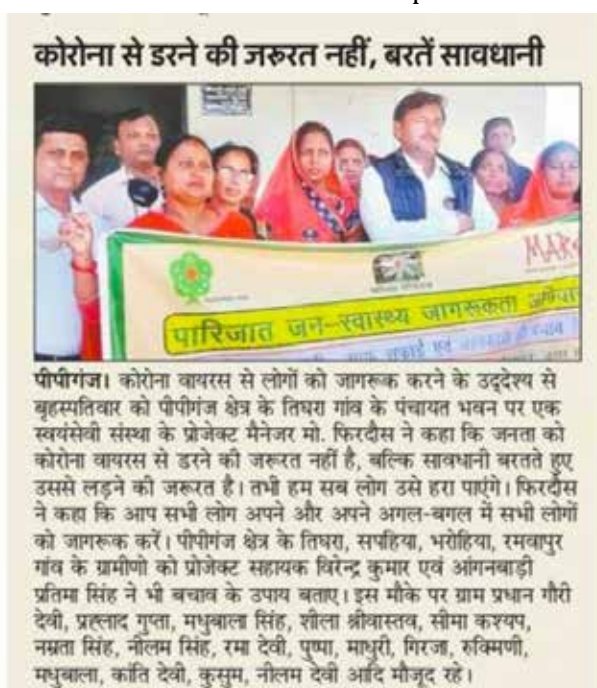 कोरोना से डरने की जरूरत नहीं, बरतें सावधानी
MAR
पारिजात जन-स्वास्थ्य जागरूकता अभियान
सफाई एवं
पीपीगंज। कोरोना वायरस से लोगों को जागरूक करने के उद्देश्य से
बृहस्पतिवार को पीपीगंज क्षेत्र के तिघरा गांव के पंचायत भवन पर एक
स्वयंसेवी संस्था के प्रोजेक्ट मैनेजर मो. फिरदौस ने कहा कि जनता को
कोरोना वायरस से डरने की जरूरत नहीं है, बल्कि सावधानी बरतते हुए
उससे लड़ने की जरूरत है। तभी हम सब लोग उसे हरा पाएंगे। फिरदौस
ने कहा कि आप सभी लोग अपने और अपने अगल-बगल में सभी लोगों
को जागरूक करें। पीपीगंज क्षेत्र के तिघरा, सपहिया, भरोहिया, रमवापुर
गांव के ग्रामीणो को प्रोजेक्ट सहायक विरेन्द्र कुमार एवं आंगनबाड़ी
प्रतिमा सिंह ने भी बचाव के उपाय बताए। इस मौके पर ग्राम प्रधान गौरी
देवी, प्रह्लाद गुप्ता, मधुबाला सिंह, शीला श्रीवास्तव, सीमा कश्यप,
नम्रता सिंह, नीलम सिंह, रमा देवी, पुष्पा, माधुरी, गिरजा, रुक्मिणी,
मधुबाला, कांति देवी, कुसुम, नीलम देवी आदि मौजूद रहे।